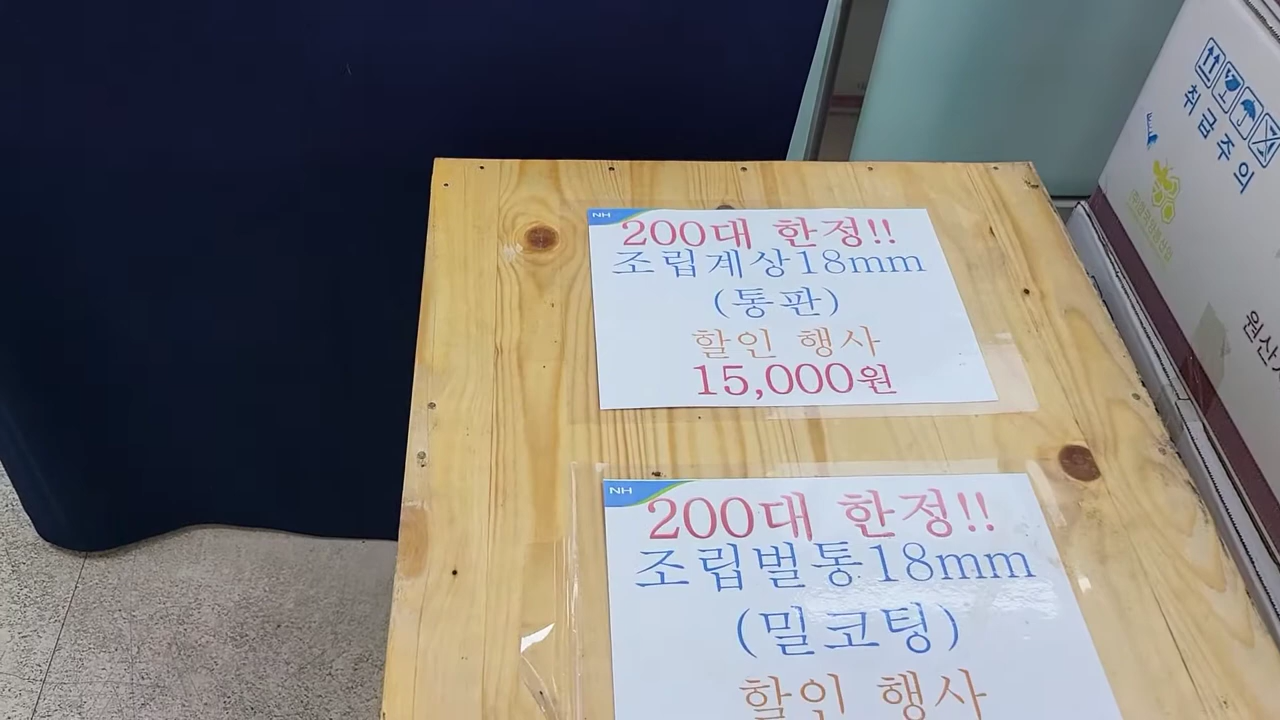 NH
200대 한정!!
조립계상18mm
(통판)
할인 행사
15,000원
NH
200대 한정!!
조립벌통18mm
(밀코팅)
할인 행사
취급주의
원산